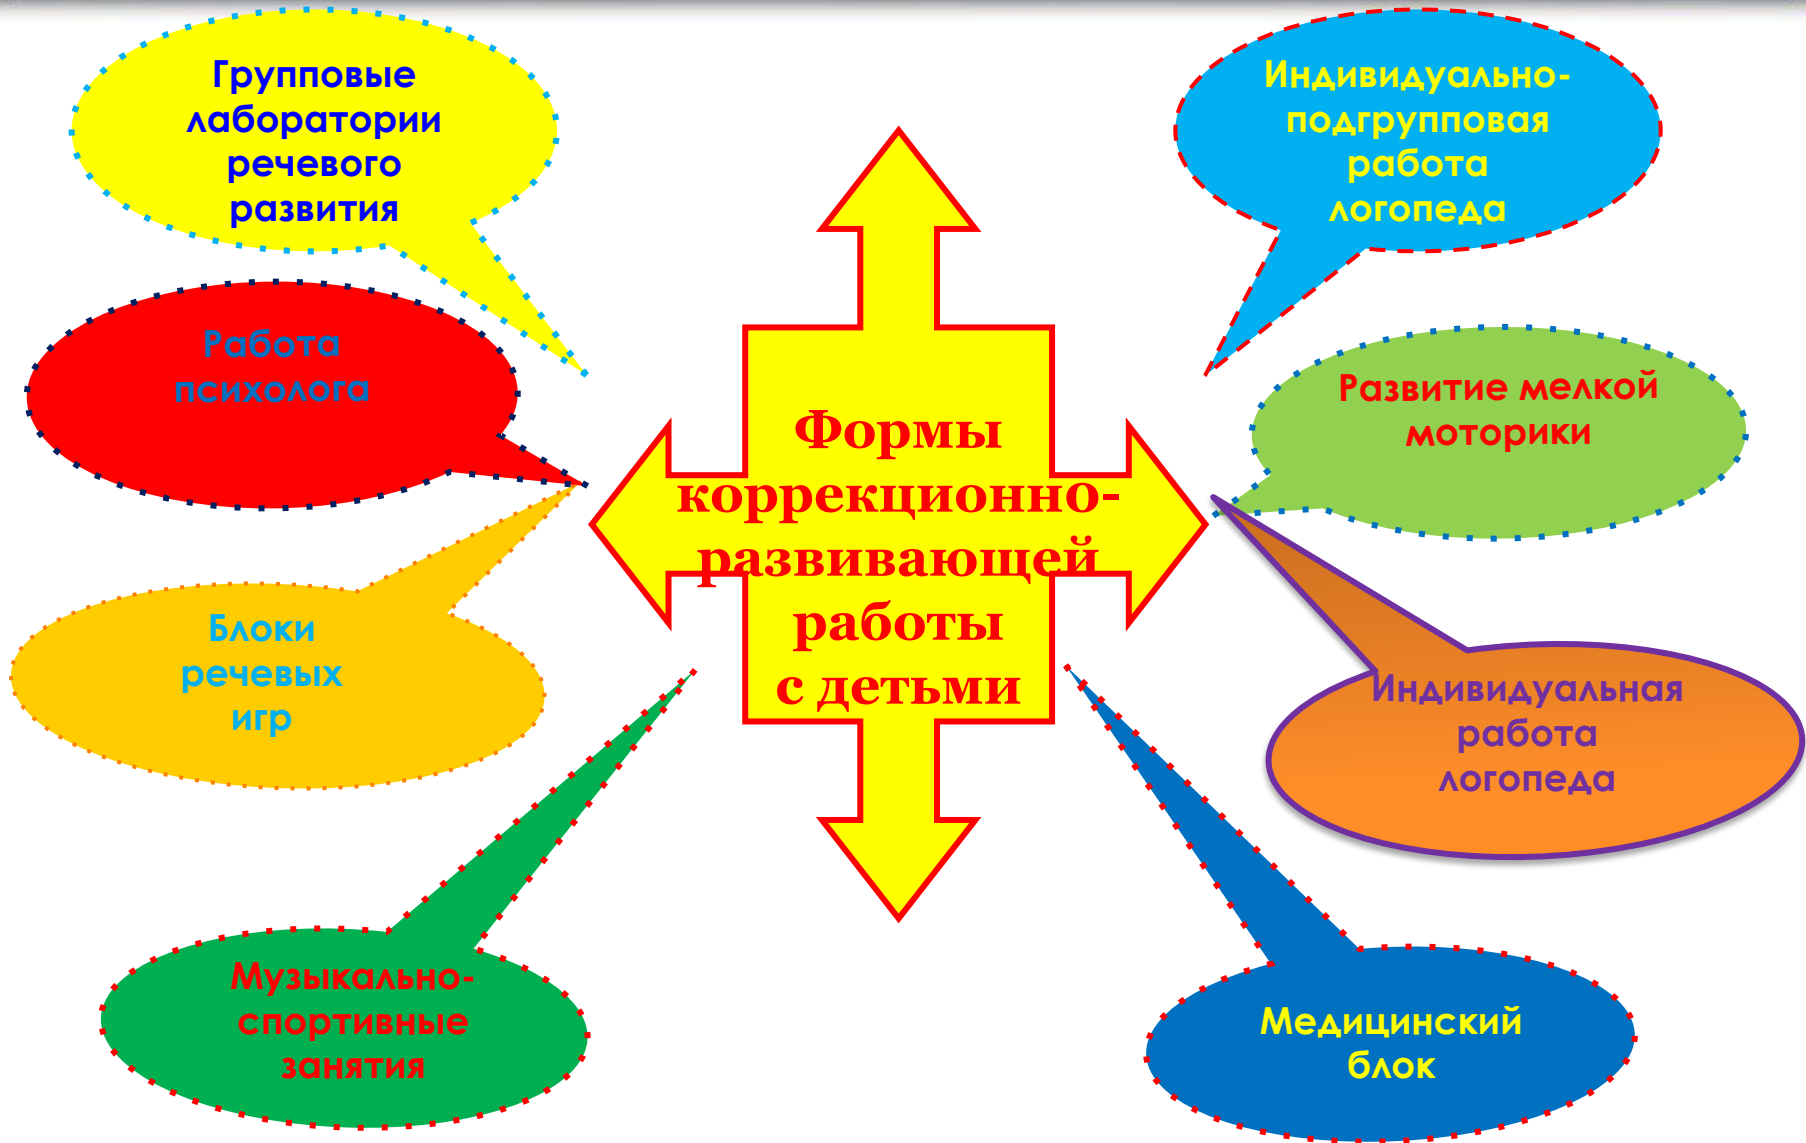 Групповые
лаборатории
речевого
развития
Индивидуально-
подгрупповая
работа
логопеда
Работа
психолога
Развитие мелкой
моторики
Формы
коррекционно-
развивающей
работы
с детьми
Блоки
речевых
игр
Индивидуальная
работа
логопеда
Музыкально-
спортивные
занятия
Медицинский
блок